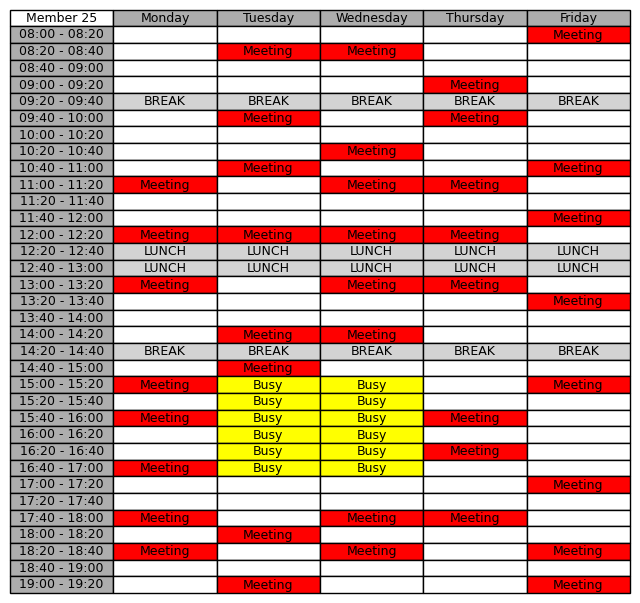 Member 25 Monday Tuesday Wednesday Thursday Friday
08:00 - 08:20 Meeting
08:20 - 08:40 Meeting Meeting
08:40 - 09:00
09:00 - 09:20 Meeting
09:20 - 09:40 BREAK BREAK BREAK BREAK BREAK
09:40 - 10:00 Meeting Meeting
10:00 - 10:20
10:20 - 10:40 Meeting
10:40 - 11:00 Meeting Meeting
11:00 - 11:20 Meeting Meeting Meeting
11:20 - 11:40
11:40 - 12:00 Meeting
12:00 - 12:20 Meeting Meeting Meeting Meeting
12:20 - 12:40 LUNCH LUNCH LUNCH LUNCH LUNCH
12:40 - 13:00 LUNCH LUNCH LUNCH LUNCH LUNCH
13:00 - 13:20 Meeting Meeting Meeting
13:20 - 13:40 Meeting
13:40 - 14:00
14:00 - 14:20 Meeting Meeting
14:20 - 14:40 BREAK BREAK BREAK BREAK BREAK
14:40 - 15:00 Meeting
15:00 - 15:20 Meeting Busy Busy Meeting
15:20 - 15:40 Busy Busy
15:40 - 16:00 Meeting Busy Busy Meeting
16:00 - 16:20 Busy Busy
16:20 - 16:40 Busy Busy Meeting
16:40 - 17:00 Meeting Busy Busy
17:00 - 17:20 Meeting
17:20 - 17:40
17:40 - 18:00 Meeting Meeting Meeting
18:00 - 18:20 Meeting
18:20 - 18:40 Meeting Meeting Meeting
18:40 - 19:00
19:00 - 19:20 Meeting Meeting